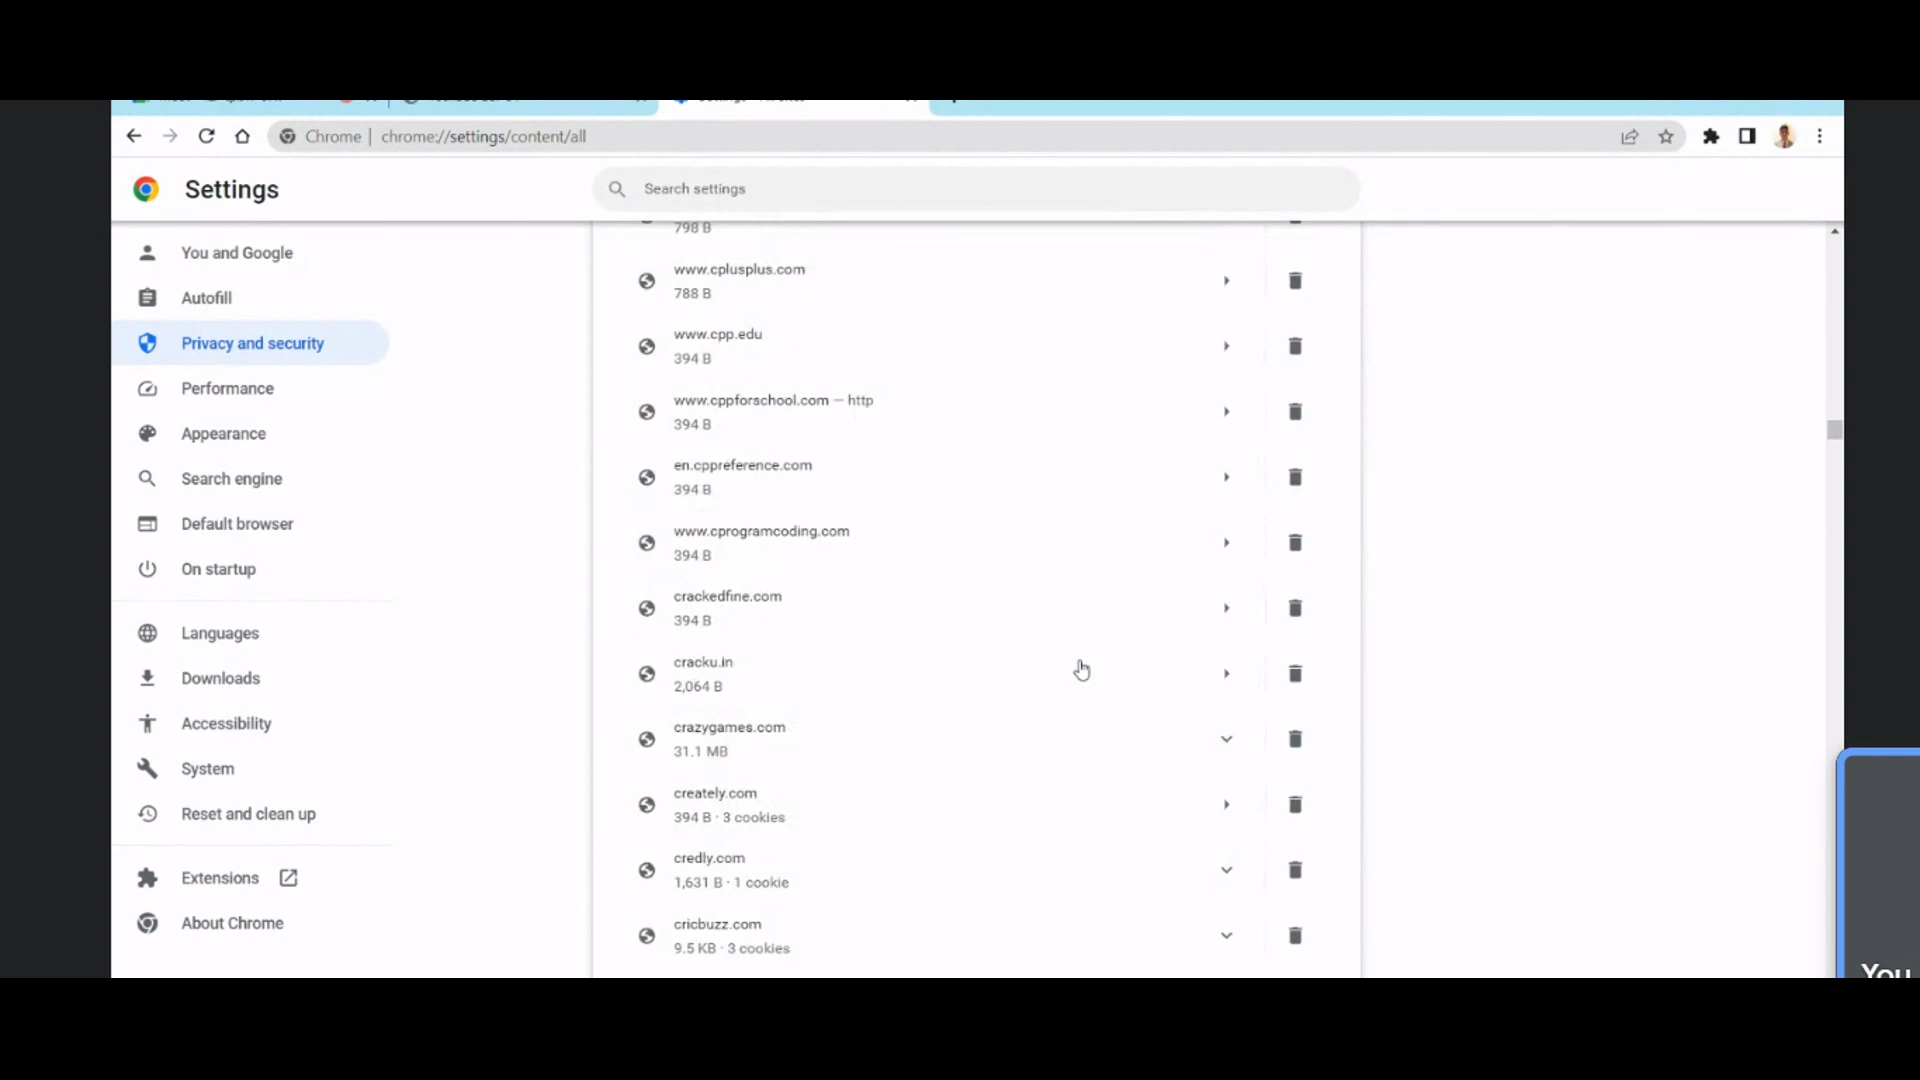 Chrome | chrome://settings/content/all
Settings
Search settings
You and Google
Autofill
Privacy and security
Performance
Appearance
Search engine
Default browser
On startup
Languages
Downloads
Accessibility
System
Reset and clean up
Extensions
About Chrome
798 B
www.cplusplus.com
788 B
www.cpp.edu
394 B
www.cppforschool.com – http
394 B
en.cppreference.com
394 B
www.cprogramcoding.com
394 B
crackedfine.com
394 B
cracku.in
2,064 B
crazygames.com
31.1 MB
creately.com
394 B · 3 cookies
credly.com
1,631 B · 1 cookie
cricbuzz.com
9.5 KB · 3 cookies
You